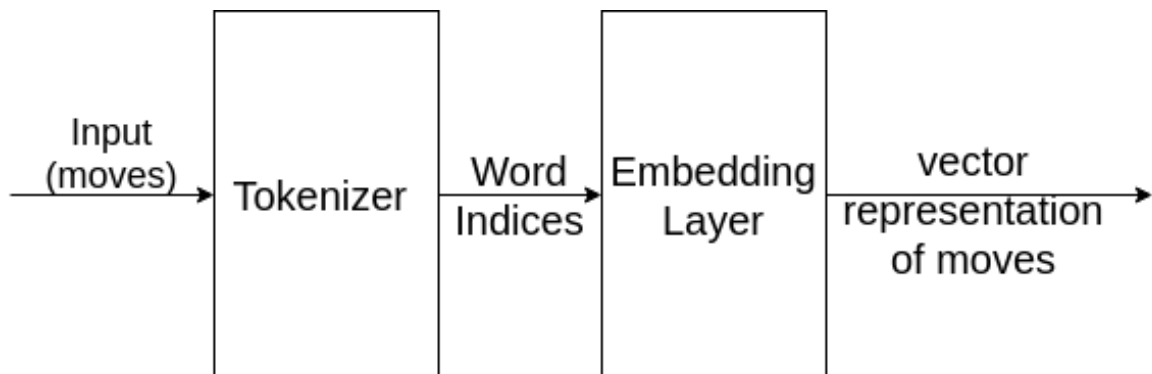 Input
(moves)
Tokenizer
Word
Indices
Embedding
Layer
vector
representation
of moves